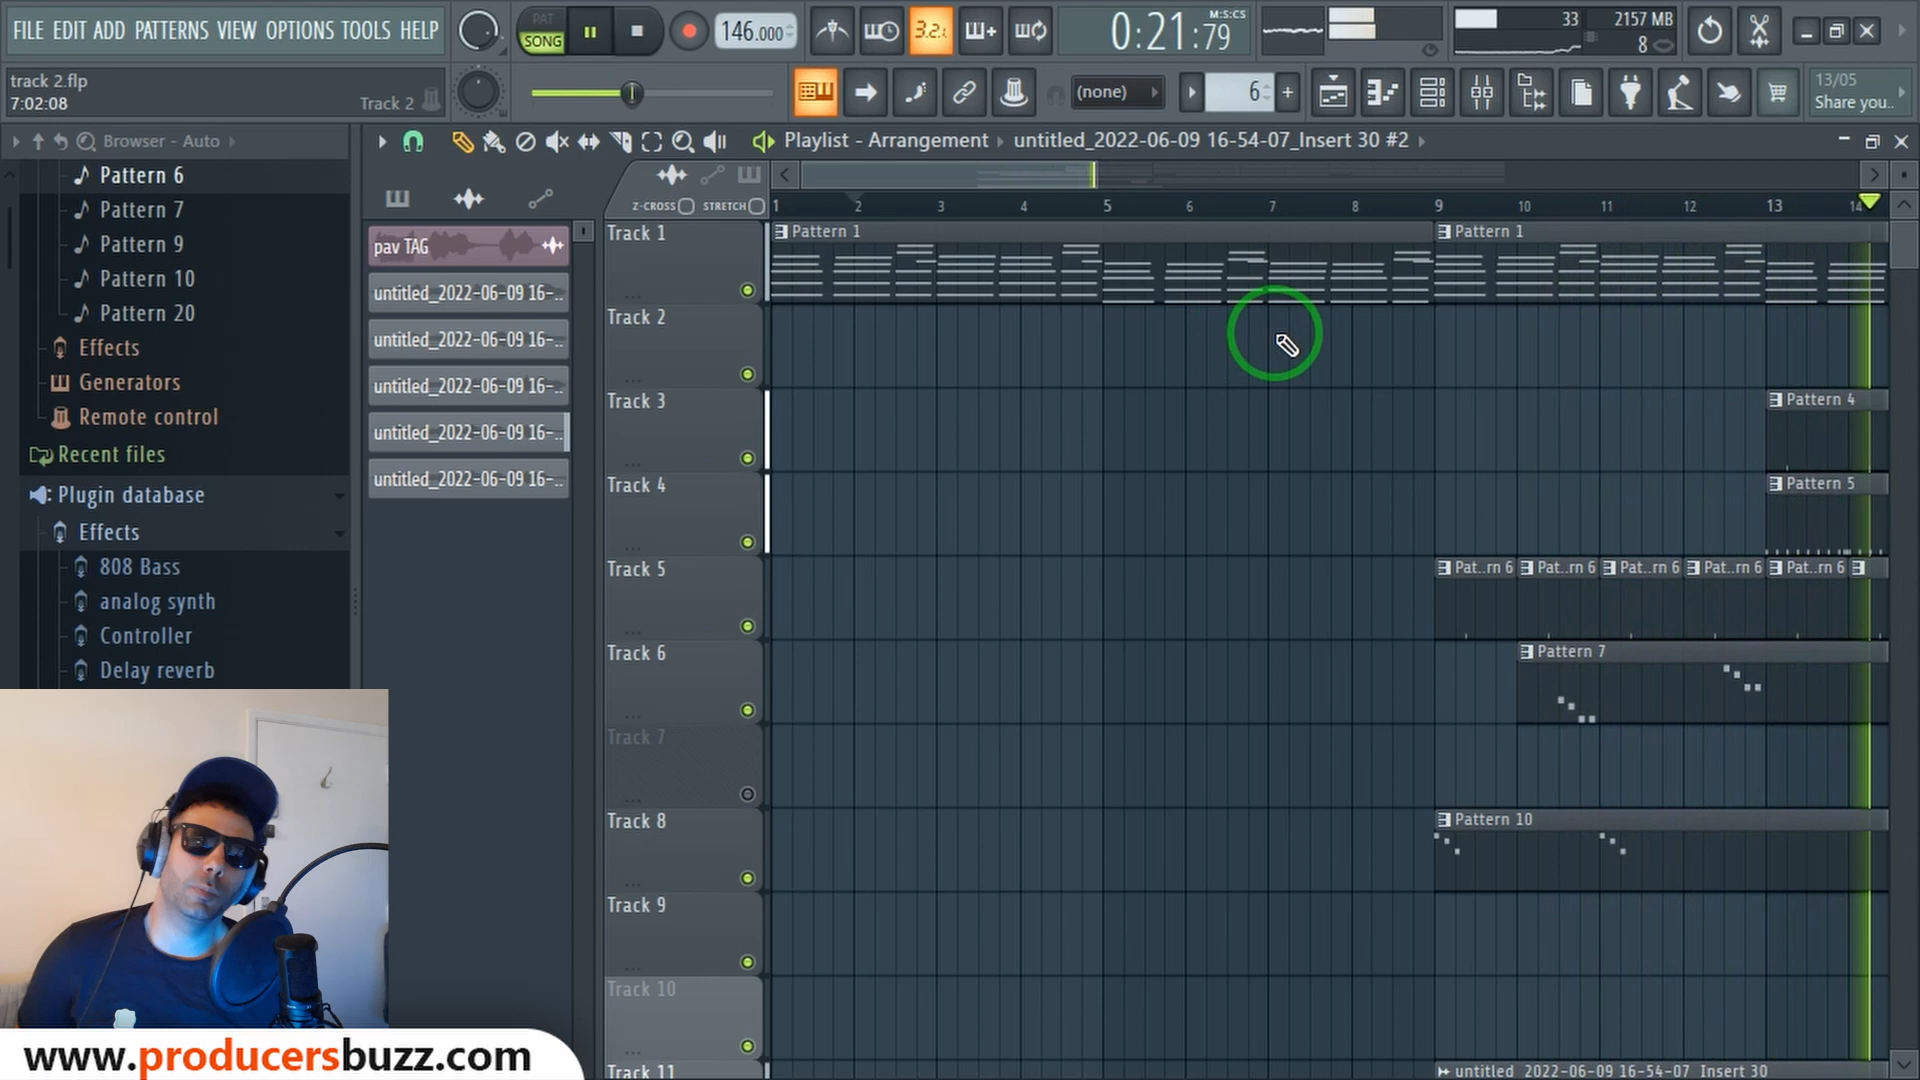 FILE EDIT ADD PATTERNS VIEW OPTIONS TOOLS HELP
PAT
SONG
146.000
3.2.
M:S:CS
0:21:79
33
2157 MB
8
track 2.flp
7:02:08
Track 2
(none)
6
13/05
Share you..
Browser - Auto
Playlist - Arrangement
untitled_2022-06-09 16-54-07_Insert 30 #2
Pattern 6
Pattern 7
Pattern 9
Pattern 10
Pattern 20
Effects
Generators
Remote control
Recent files
Plugin database
Effects
808 Bass
analog synth
Controller
Delay reverb
pav TAG
untitled_2022-06-09 16-..
untitled_2022-06-09 16-..
untitled_2022-06-09 16-..
untitled_2022-06-09 16-..
untitled_2022-06-09 16-..
Z-CROSS
STRETCH
1 2 3 4 5 6 7 8 9 10 11 12 13 14
Track 1
Pattern 1
Pattern 1
Track 2
Track 3
Pattern 4
Track 4
Pattern 5
Track 5
Pat..rn 6
Pat..rn 6
Pat..rn 6
Pat..rn 6
Pat..rn 6
Track 6
Pattern 7
Track 7
Track 8
Pattern 10
Track 9
Track 10
Track 11
untitled_2022-06-09 16-54-07_Insert 30
www.producersbuzz.com